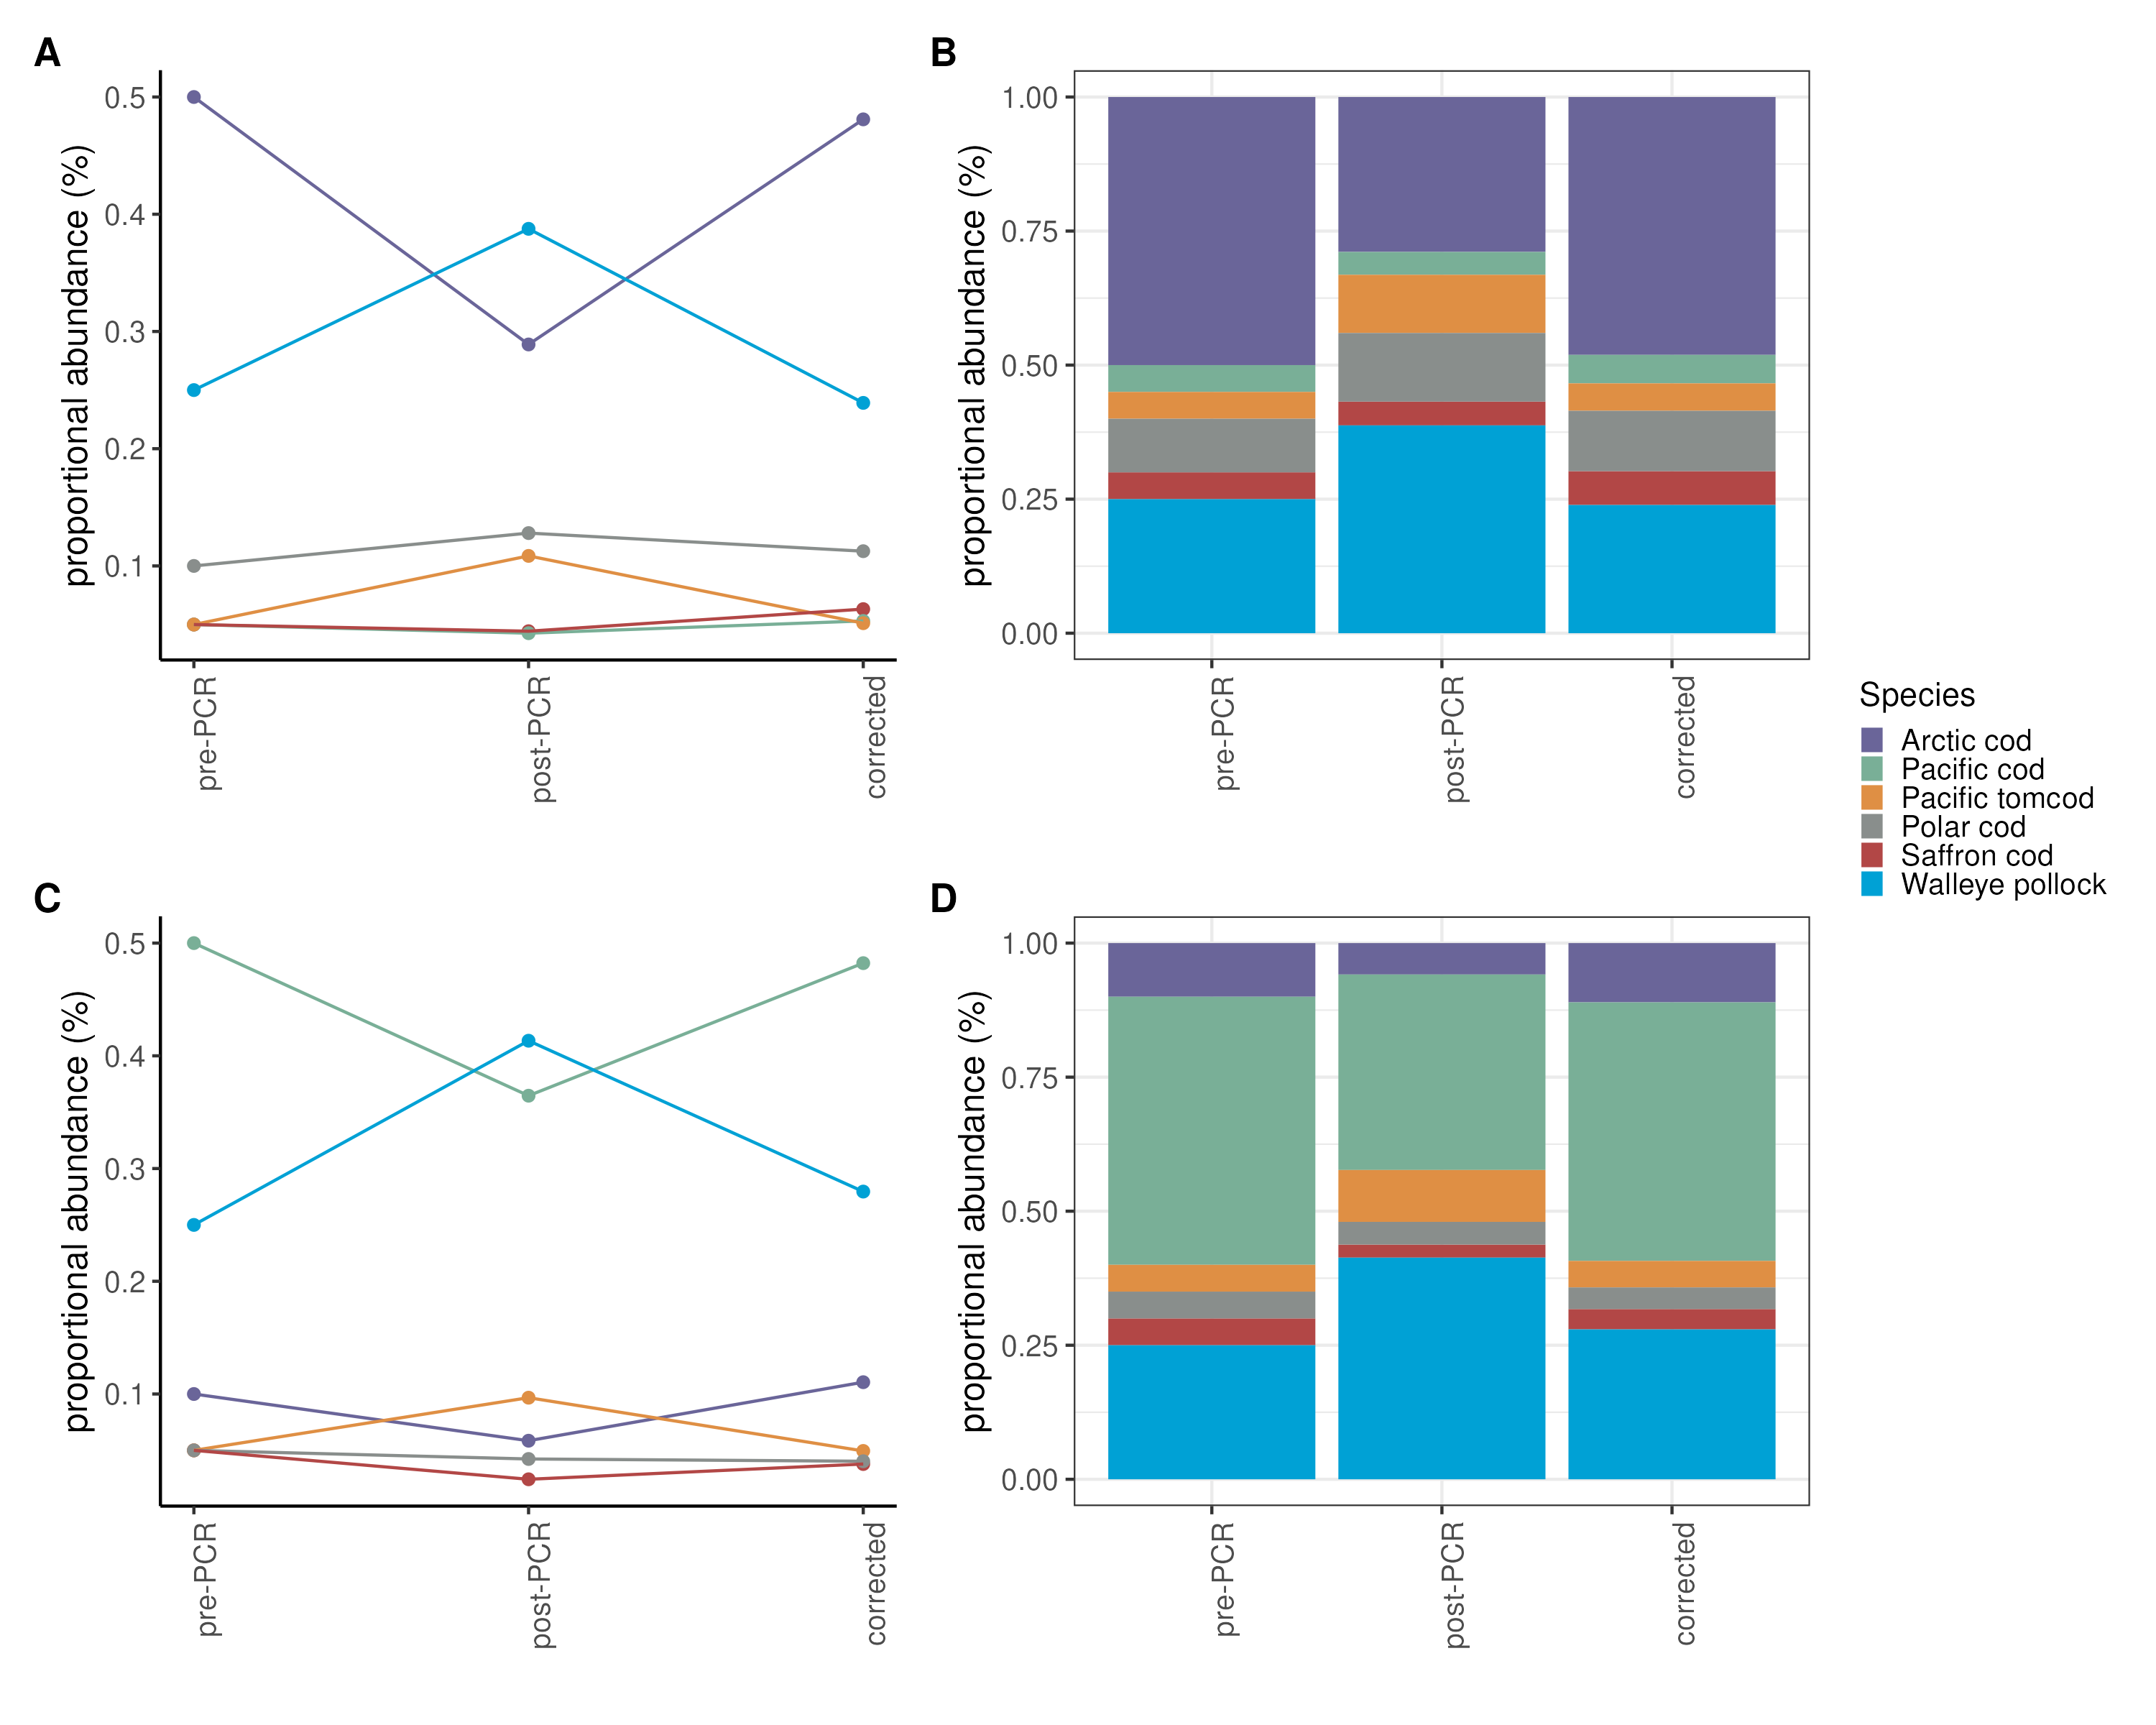 A
proportional abundance (%)
0.5
0.4
0.3
0.2
0.1
pre-PCR
post-PCR
corrected
B
proportional abundance (%)
1.00
0.75
0.50
0.25
0.00
pre-PCR
post-PCR
corrected
Species
Arctic cod
Pacific cod
Pacific tomcod
Polar cod
Saffron cod
Walleye pollock
C
proportional abundance (%)
0.5
0.4
0.3
0.2
0.1
pre-PCR
post-PCR
corrected
D
proportional abundance (%)
1.00
0.75
0.50
0.25
0.00
pre-PCR
post-PCR
corrected